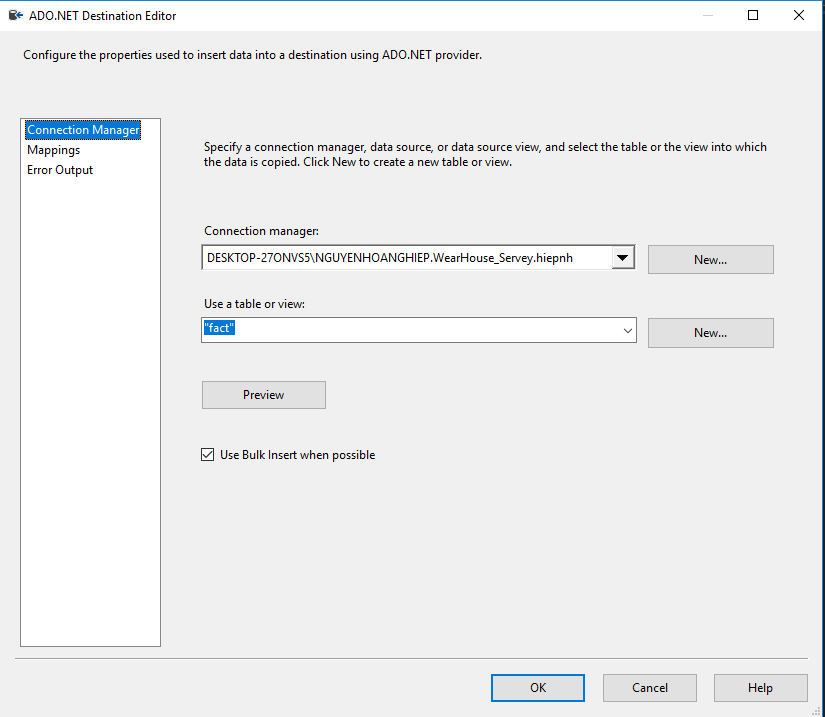 ADO.NET Destination Editor
Configure the properties used to insert data into a destination using ADO.NET provider.
Connection Manager
Mappings
Error Output
Specify a connection manager, data source, or data source view, and select the table or the view into which
the data is copied. Click New to create a new table or view.
Connection manager:
DESKTOP-27ONVS5\NGUYENHOANGHIEP.WearHouse_Servey.hiepnh
New...
Use a table or view:
"fact"
New...
Preview
Use Bulk Insert when possible
OK
Cancel
Help